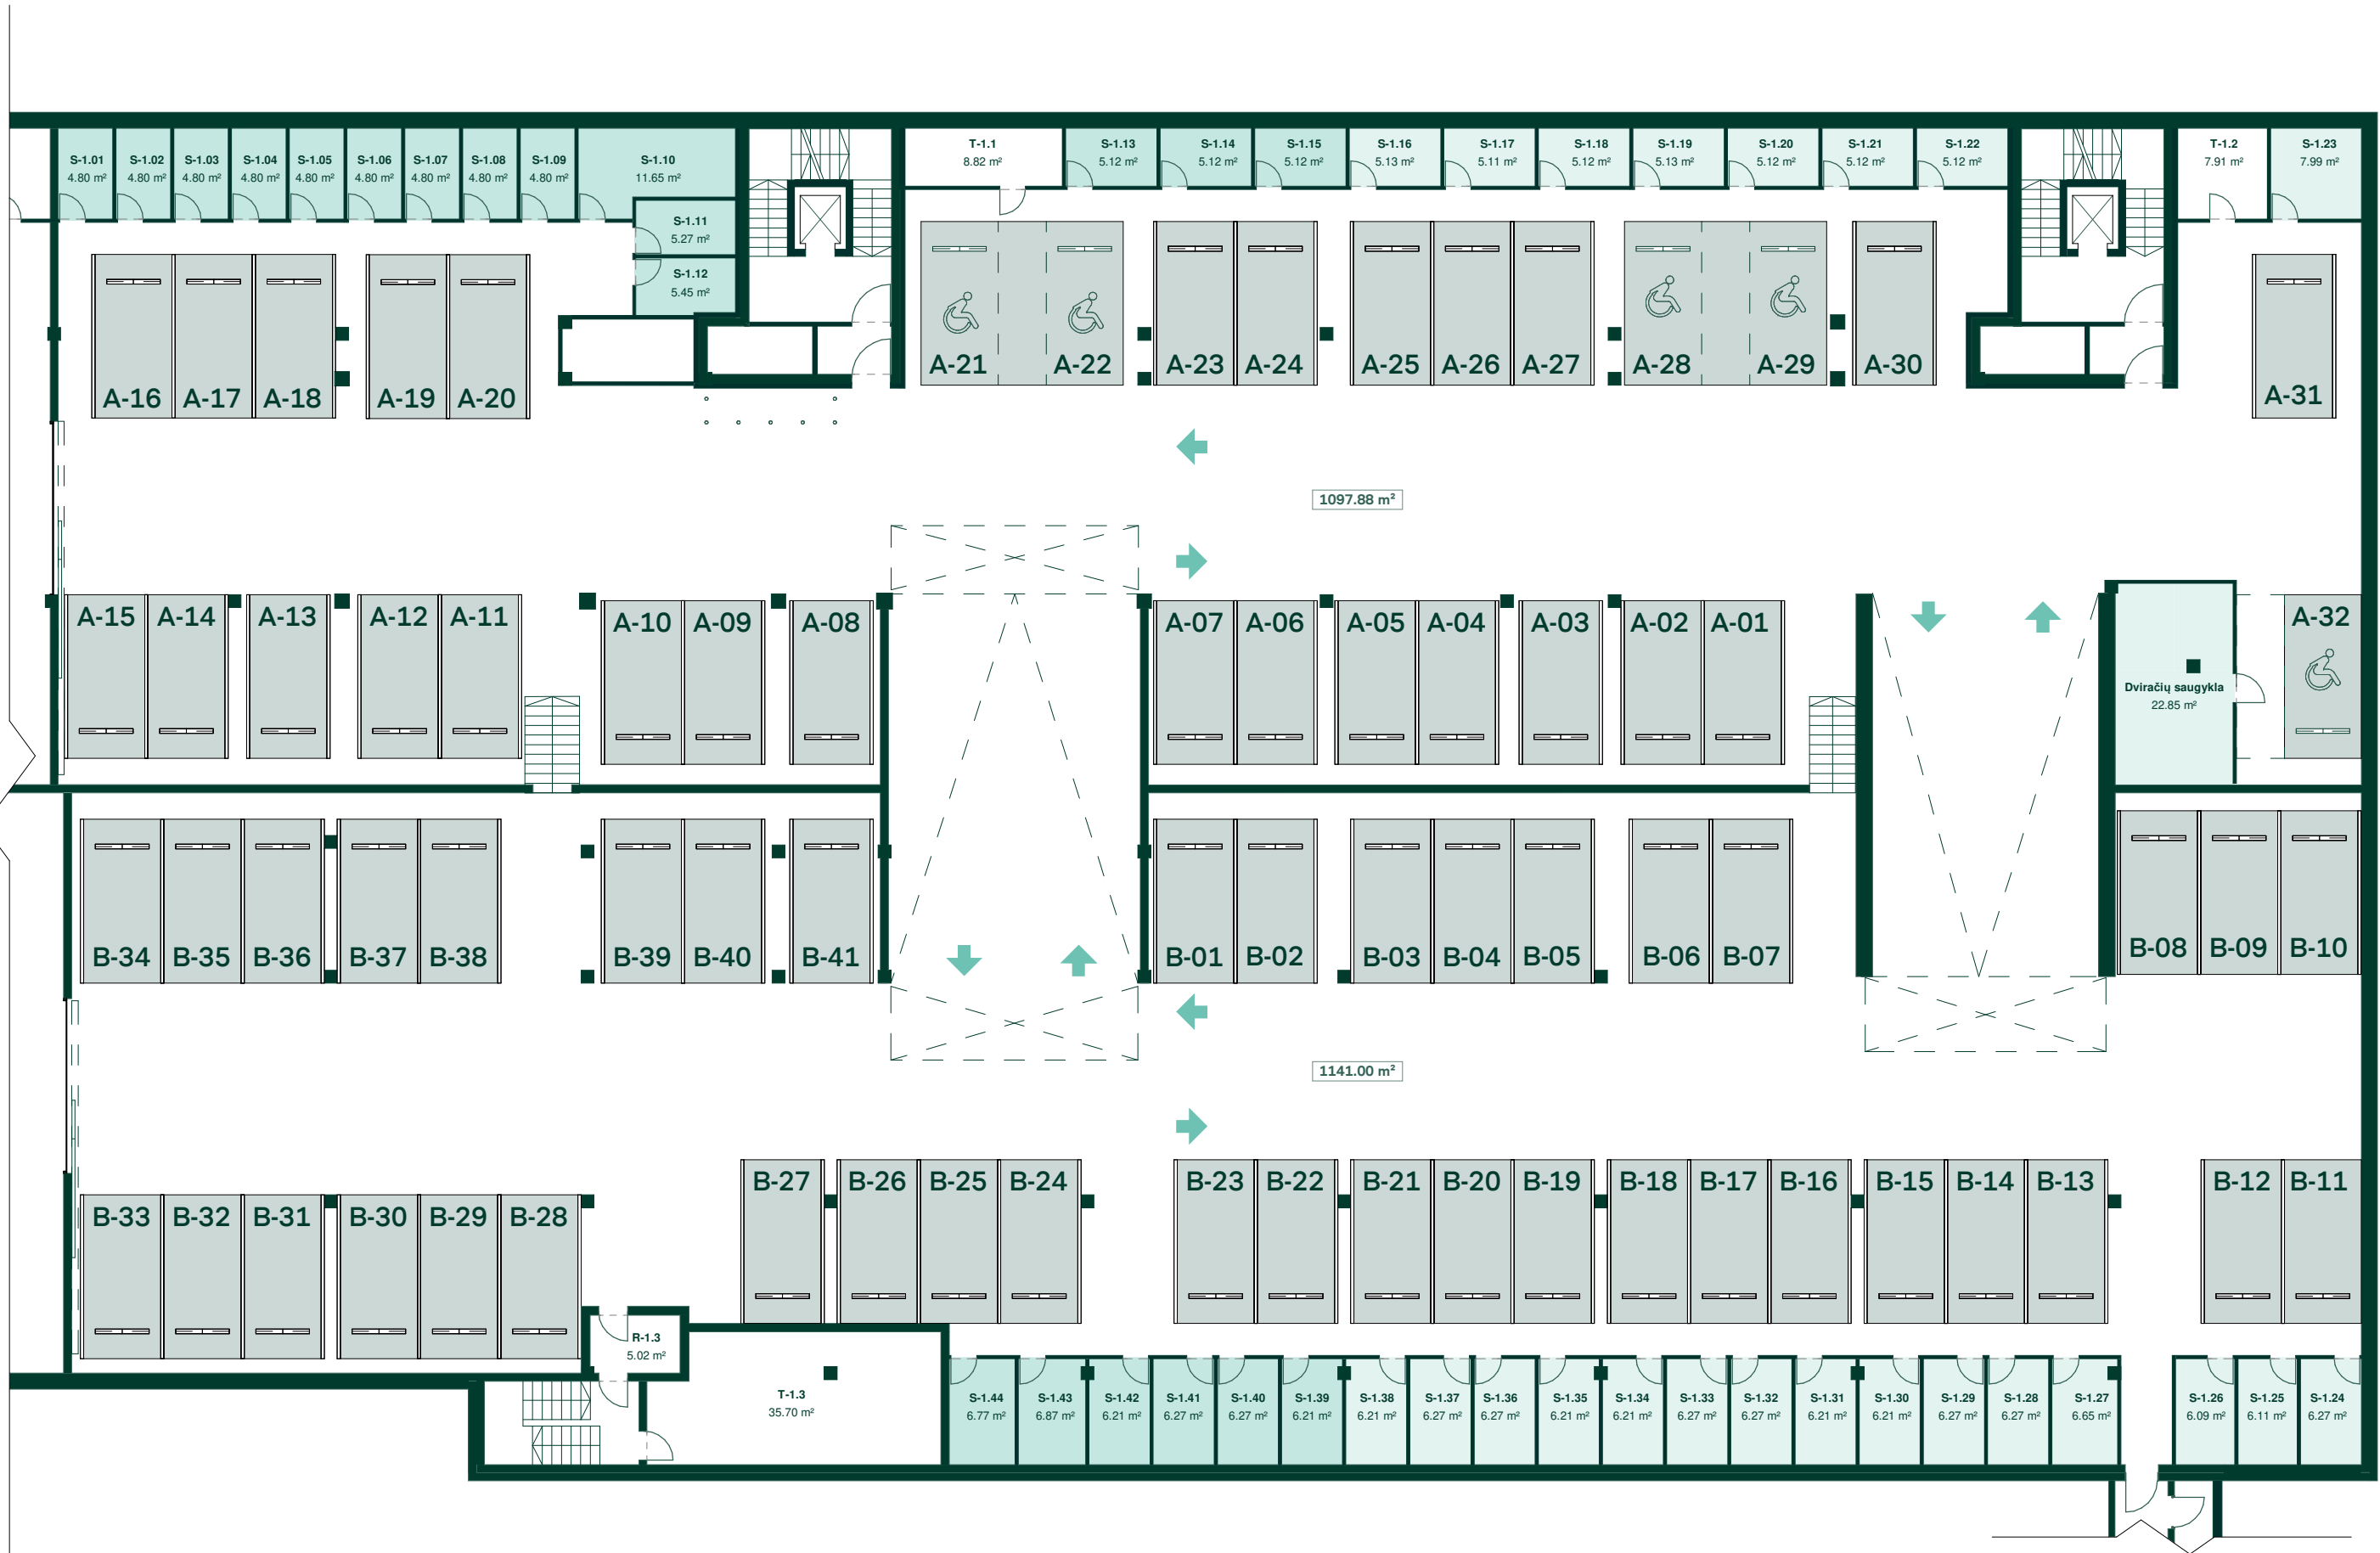 S-1.01
4.80 m²
S-1.02
4.80 m²
S-1.03
4.80 m²
S-1.04
4.80 m²
S-1.05
4.80 m²
S-1.06
4.80 m²
S-1.07
4.80 m²
S-1.08
4.80 m²
S-1.09
4.80 m²
S-1.10
11.65 m²
S-1.11
5.27 m²
S-1.12
5.45 m²
T-1.1
8.82 m²
S-1.13
5.12 m²
S-1.14
5.12 m²
S-1.15
5.12 m²
S-1.16
5.13 m²
S-1.17
5.11 m²
S-1.18
5.12 m²
S-1.19
5.13 m²
S-1.20
5.12 m²
S-1.21
5.12 m²
S-1.22
5.12 m²
T-1.2
7.91 m²
S-1.23
7.99 m²
A-16
A-17
A-18
A-19
A-20
A-21
A-22
A-23
A-24
A-25
A-26
A-27
A-28
A-29
A-30
A-31
1097.88 m²
A-15
A-14
A-13
A-12
A-11
A-10
A-09
A-08
A-07
A-06
A-05
A-04
A-03
A-02
A-01
Dviračių saugykla
22.85 m²
A-32
B-34
B-35
B-36
B-37
B-38
B-39
B-40
B-41
B-01
B-02
B-03
B-04
B-05
B-06
B-07
B-08
B-09
B-10
1141.00 m²
B-33
B-32
B-31
B-30
B-29
B-28
B-27
B-26
B-25
B-24
B-23
B-22
B-21
B-20
B-19
B-18
B-17
B-16
B-15
B-14
B-13
B-12
B-11
R-1.3
5.02 m²
T-1.3
35.70 m²
S-1.44
6.77 m²
S-1.43
6.87 m²
S-1.42
6.21 m²
S-1.41
6.27 m²
S-1.40
6.27 m²
S-1.39
6.21 m²
S-1.38
6.21 m²
S-1.37
6.27 m²
S-1.36
6.27 m²
S-1.35
6.21 m²
S-1.34
6.21 m²
S-1.33
6.27 m²
S-1.32
6.27 m²
S-1.31
6.21 m²
S-1.30
6.21 m²
S-1.29
6.27 m²
S-1.28
6.27 m²
S-1.27
6.65 m²
S-1.26
6.09 m²
S-1.25
6.11 m²
S-1.24
6.27 m²